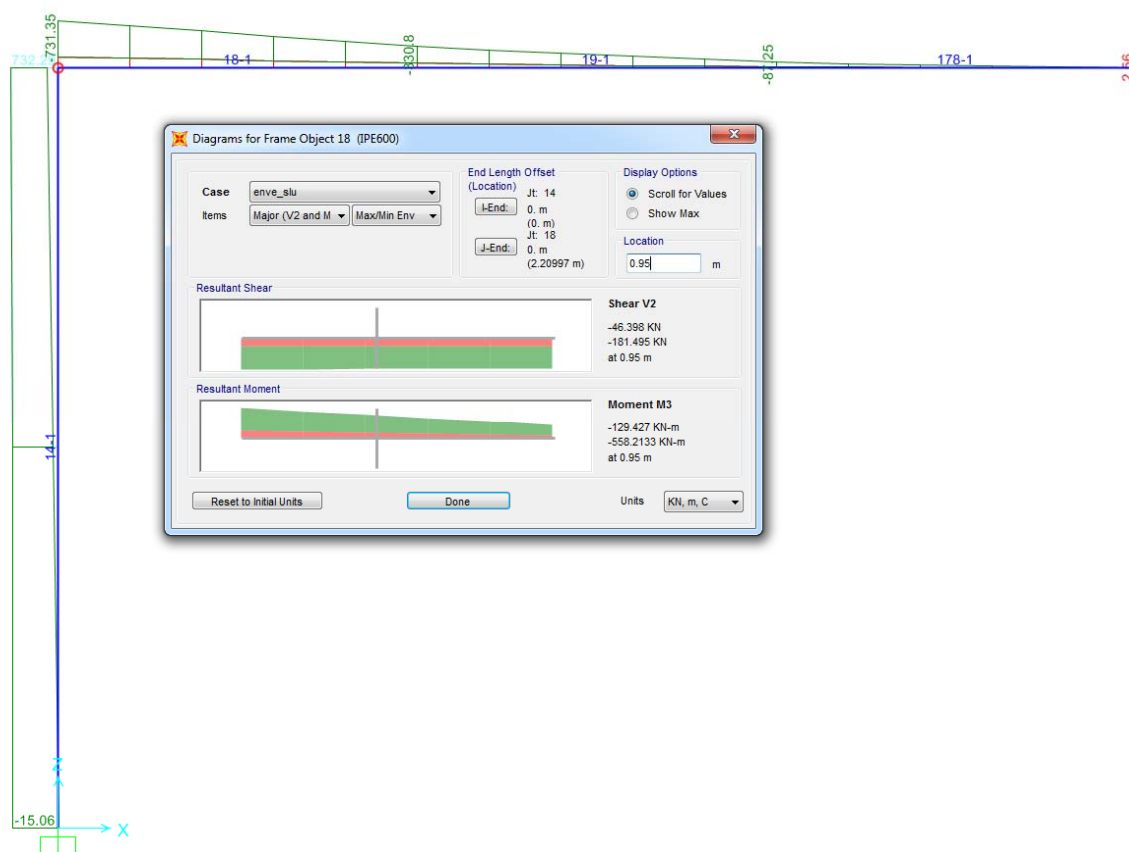 -731.35
732.2
18-1
-330.8
19-1
-87.25
178-1
2.66
Diagrams for Frame Object 18 (IPE600)
Case
enve_slu
Items
Major (V2 and M
Max/Min Env
End Length Offset
(Location)
I-End:
Jt: 14
0. m
(0. m)
J-End:
Jt: 18
0. m
(2.20997 m)
Display Options
Scroll for Values
Show Max
Location
0.95
m
Resultant Shear
Shear V2
-46.398 KN
-181.495 KN
at 0.95 m
Resultant Moment
Moment M3
-129.427 KN-m
-558.2133 KN-m
at 0.95 m
Reset to Initial Units
Done
Units
KN, m, C
14-1
Z
-15.06
X